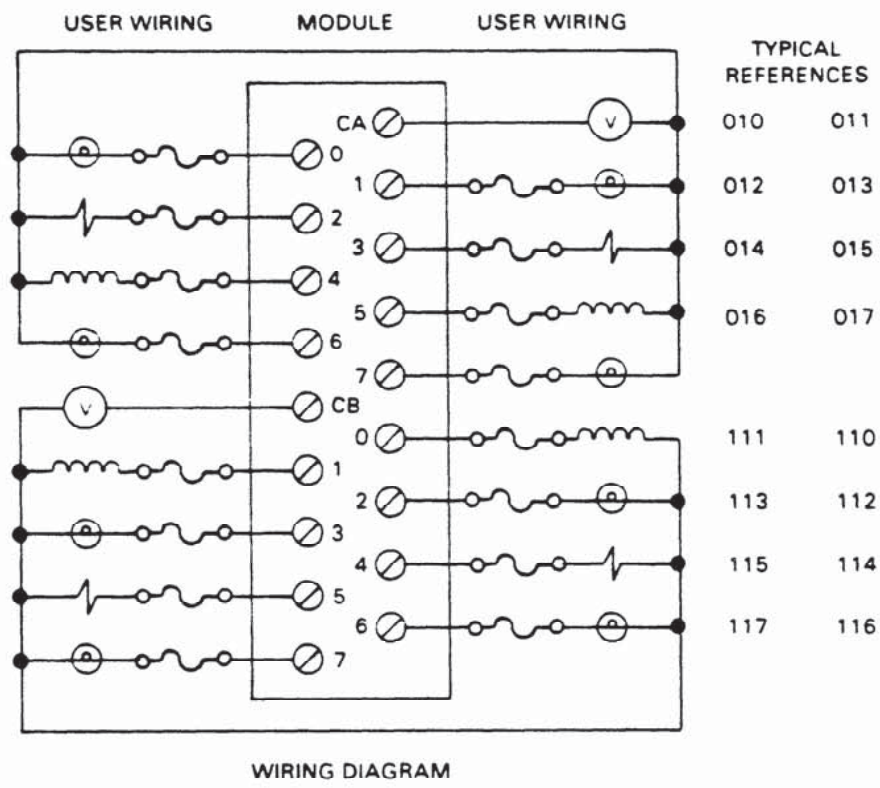 USER WIRING MODULE USER WIRING
TYPICAL
REFERENCES
CA V 010 011
0
1 012 013
2
3 014 015
4
5 016 017
6
7
V CB
0 111 110
1
2 113 112
3
4 115 114
5
6 117 116
7
WIRING DIAGRAM